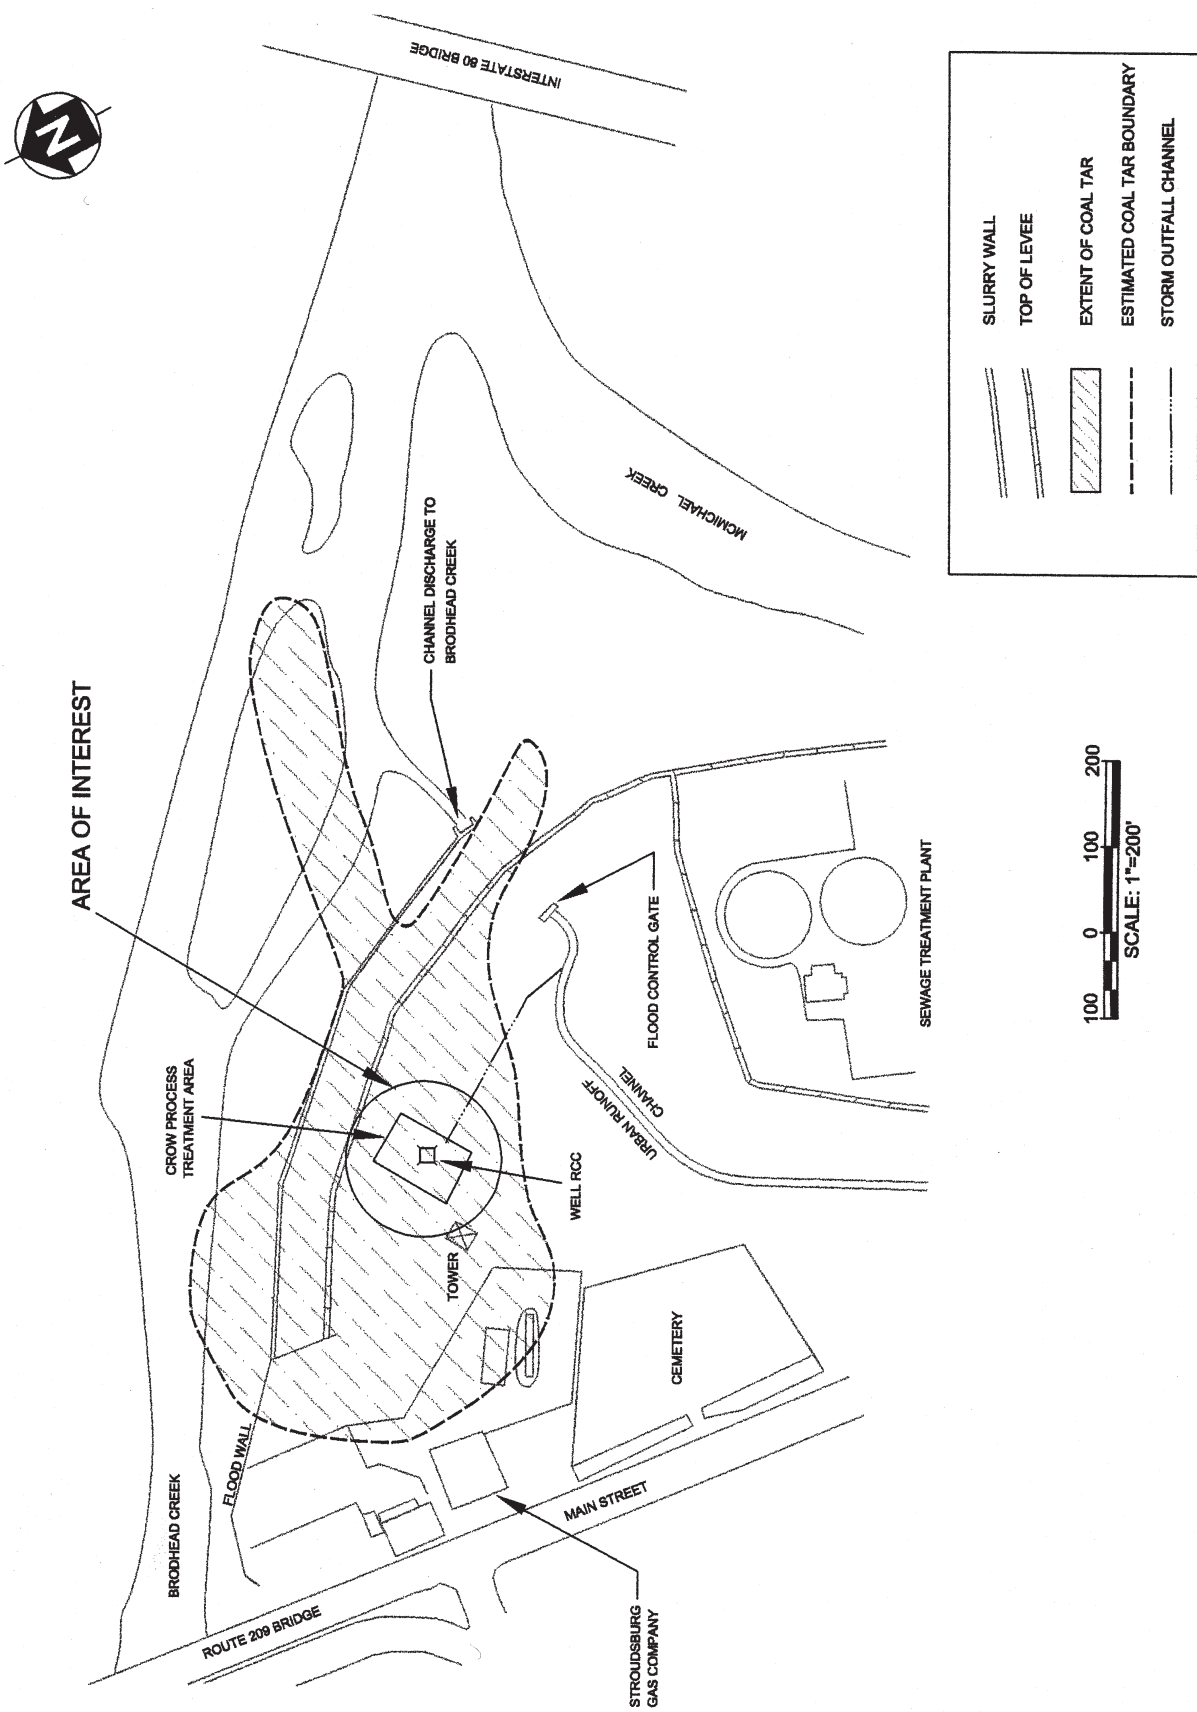 N
INTERSTATE 80 BRIDGE
AREA OF INTEREST
CROW PROCESS
TREATMENT AREA
CHANNEL DISCHARGE TO
BRODHEAD CREEK
MCMICHAEL CREEK
BRODHEAD CREEK
FLOOD WALL
TOWER
WELL RCC
FLOOD CONTROL GATE
URBAN RUNOFF
CHANNEL
SEWAGE TREATMENT PLANT
CEMETERY
MAIN STREET
ROUTE 209 BRIDGE
STROUDSBURG
GAS COMPANY
100 0 100 200
SCALE: 1"=200'
SLURRY WALL
TOP OF LEVEE
EXTENT OF COAL TAR
ESTIMATED COAL TAR BOUNDARY
STORM OUTFALL CHANNEL